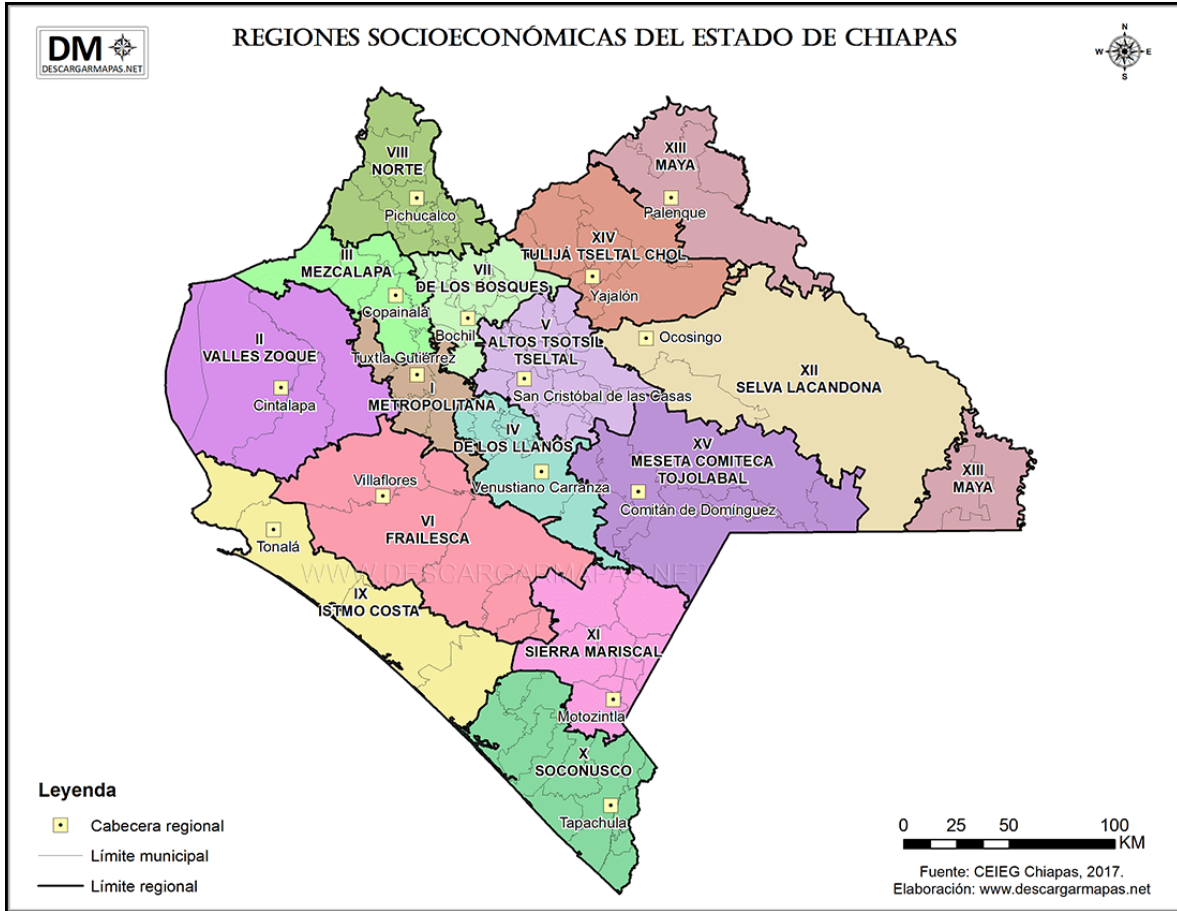 REGIONES SOCIOECONÓMICAS DEL ESTADO DE CHIAPAS
DM
DESCARGARMAPAS.NET
N
W
E
S
VIII
NORTE
Pichucalco
XIII
MAYA
Palenque
XIV
TULIJÁ TSELTAL CHOL
Yajalón
III
MEZCALAPA
Copainalá
VII
DE LOS BOSQUES
Bochil
II
VALLES ZOQUE
Cintalapa
Tuxtla Gutiérrez
I
METROPOLITANA
V
ALTOS TSOTSIL
TSELTAL
San Cristóbal de las Casas
Ocosingo
XII
SELVA LACANDONA
IV
DE LOS LLANOS
Venustiano Carranza
XV
MESETA COMITECA
TOJOLABAL
Comitán de Domínguez
XIII
MAYA
Villaflores
VI
FRAILESCA
Tonalá
IX
ISTMO COSTA
WWW.DESCARGARMAPAS.NET
XI
SIERRA MARISCAL
Motozintla
X
SOCONUSCO
Tapachula
Leyenda
Cabecera regional
Límite municipal
Límite regional
0 25 50 100
KM
Fuente: CEIEG Chiapas, 2017.
Elaboración: www.descargarmapas.net